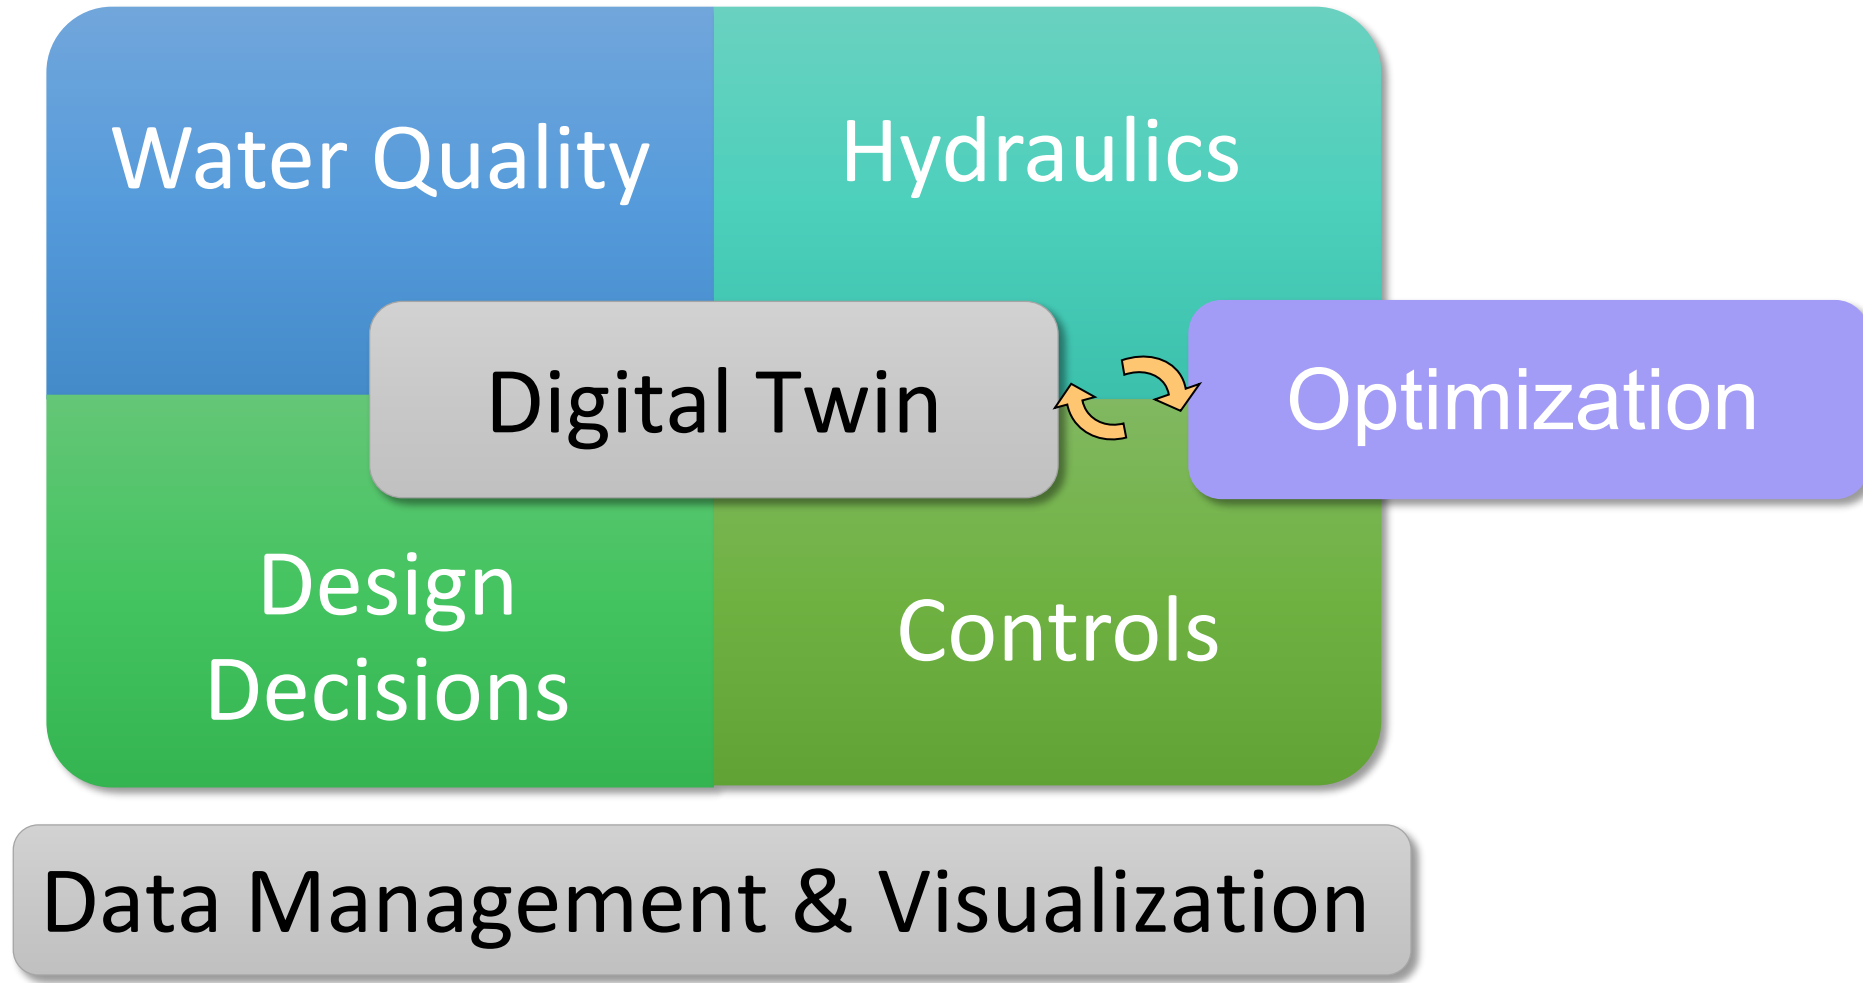 Water Quality
Hydraulics
Digital Twin
Optimization
Design
Decisions
Controls
Data Management & Visualization